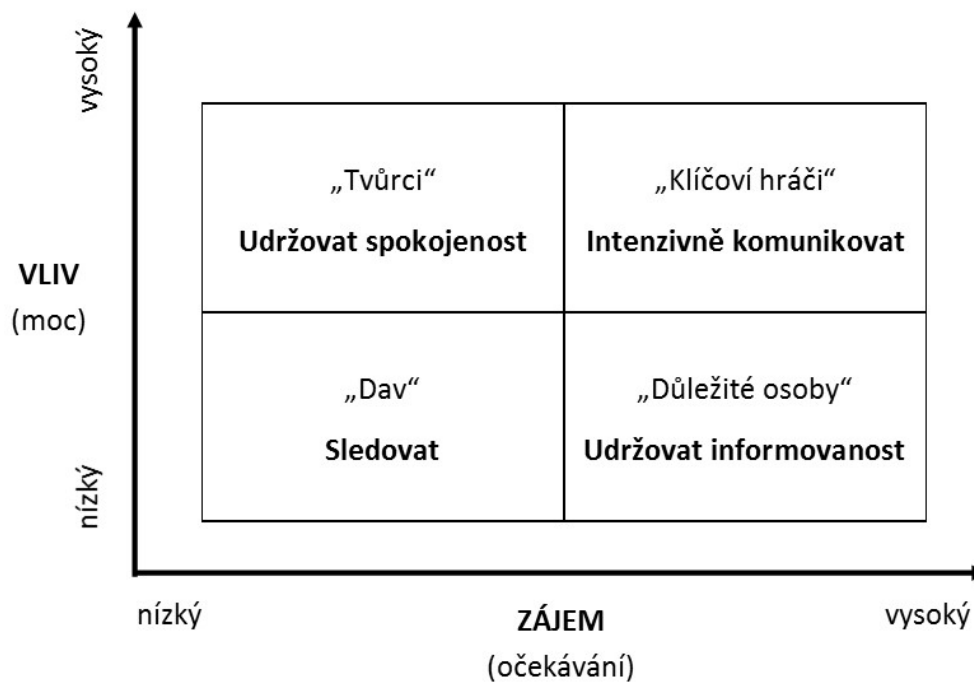 vysoký
„Tvůrci“
Udržovat spokojenost
„Klíčoví hráči“
Intenzivně komunikovat
VLIV
(moc)
„Dav“
Sledovat
„Důležité osoby“
Udržovat informovanost
nízký
nízký
ZÁJEM
(očekávání)
vysoký